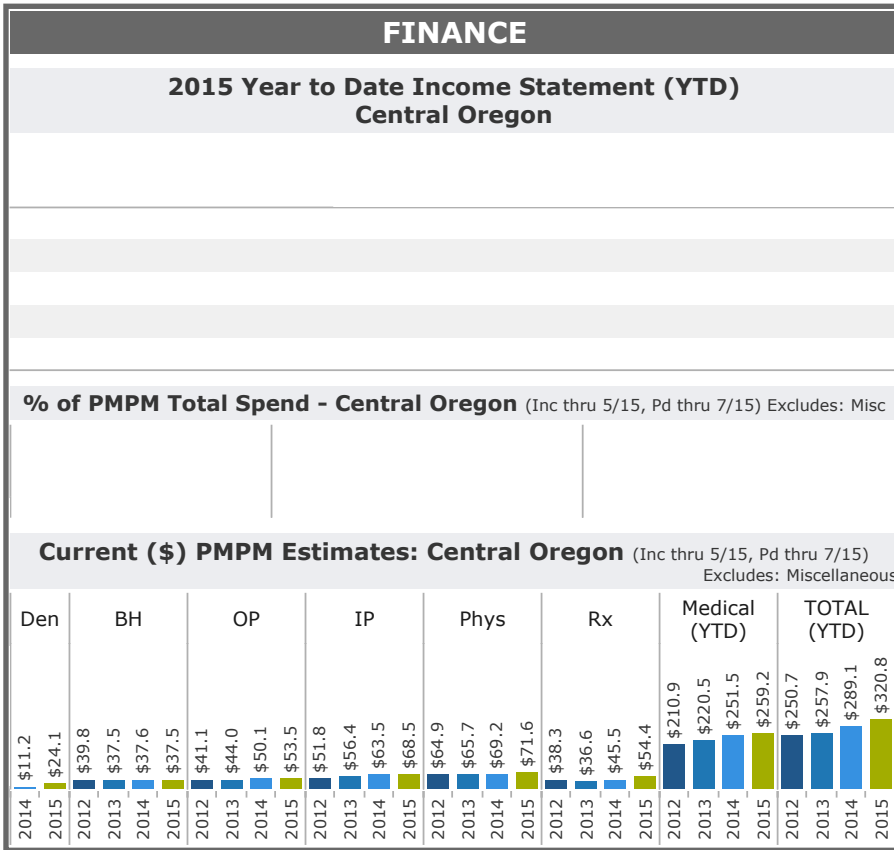 FINANCE
2015 Year to Date Income Statement (YTD)
Central Oregon
% of PMPM Total Spend - Central Oregon (Inc thru 5/15, Pd thru 7/15) Excludes: Misc
Current ($) PMPM Estimates: Central Oregon (Inc thru 5/15, Pd thru 7/15)
Excludes: Miscellaneous
Den BH OP IP Phys Rx Medical (YTD) TOTAL (YTD)
$11.2 $24.1 $39.8 $37.5 $37.6 $37.5 $41.1 $44.0 $50.1 $53.5 $51.8 $56.4 $63.5 $68.5 $64.9 $65.7 $69.2 $71.6 $38.3 $36.6 $45.5 $54.4 $210.9 $220.5 $251.5 $259.2 $250.7 $257.9 $289.1 $320.8
2014 2015 2012 2013 2014 2015 2012 2013 2014 2015 2012 2013 2014 2015 2012 2013 2014 2015 2012 2013 2014 2015 2012 2013 2014 2015 2012 2013 2014 2015